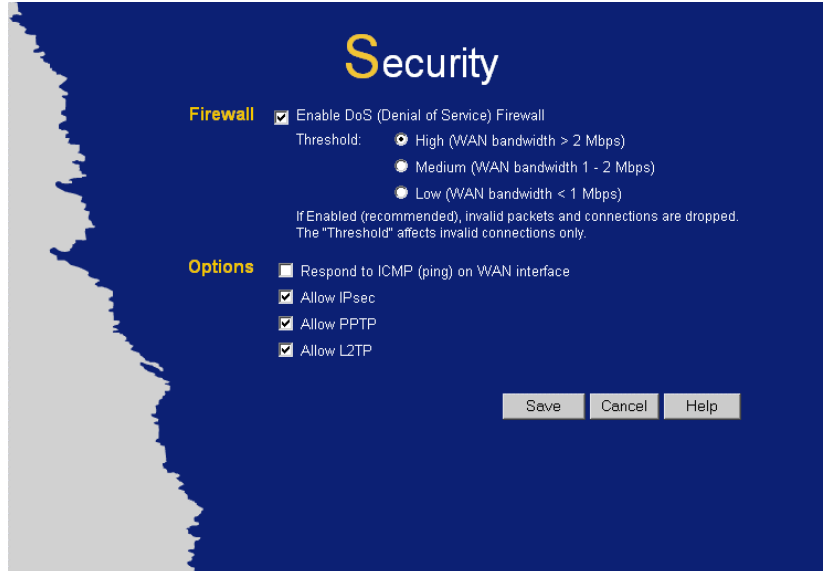 Security
Firewall
Enable DoS (Denial of Service) Firewall
Threshold:
High (WAN bandwidth > 2 Mbps)
Medium (WAN bandwidth 1 - 2 Mbps)
Low (WAN bandwidth < 1 Mbps)
If Enabled (recommended), invalid packets and connections are dropped.
The "Threshold" affects invalid connections only.
Options
Respond to ICMP (ping) on WAN interface
Allow IPsec
Allow PPTP
Allow L2TP
Save
Cancel
Help